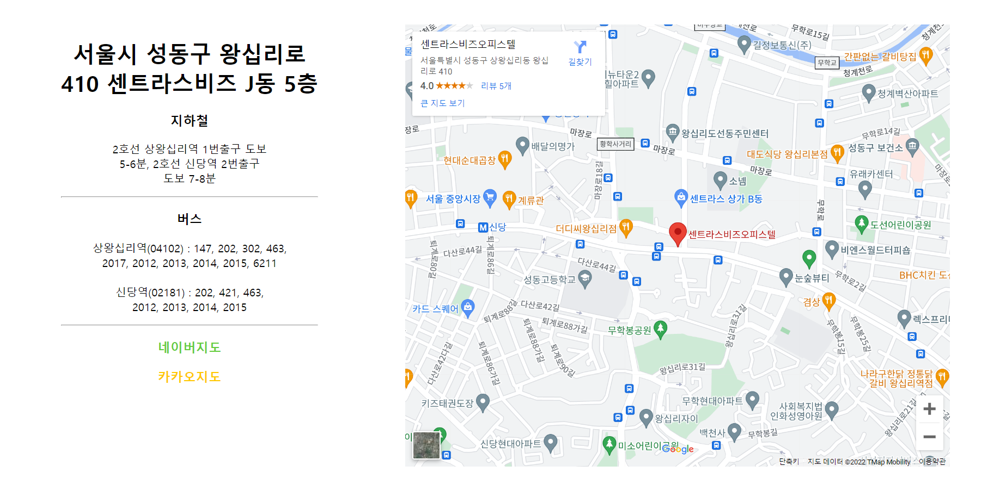 서울시 성동구 왕십리로
410 센트라스비즈 J동 5층
지하철
2호선 상왕십리역 1번출구 도보
5-6분, 2호선 신당역 2번출구
도보 7-8분
버스
상왕십리역(04102) : 147, 202, 302, 463,
2017, 2012, 2013, 2014, 2015, 6211
신당역(02181) : 202, 421, 463,
2012, 2013, 2014, 2015
네이버지도
카카오지도
센트라스비즈오피스텔
서울특별시 성동구 상왕십리동 왕십
리로 410
4.0
리뷰 5개
큰 지도 보기
길찾기
무학로15길
청계천로
청계천로
길정보통신(주)
간판없는 갈비탕집
무학교
청계천로
뉴타운2
힐아파트
청계벽산아파트
마장로
왕십리도선동주민센터
무학로14길
황학사거리
마장로
성동구 보건소
배달의명가
현대순대곱창
대도식당 왕십리본점
마장로
마장로18길
소넴
유래카센터
마장로
서울 중앙시장
계류관
센트라스 상가 B동
무학로
신당
더디씨왕십리점
센트라스비즈오피스텔
도선어린이공원
퇴계로80길
다산로44길
퇴계로86길
다산로44길
비엔스월드터피숍
성동고등학교
눈숲뷰티
무학로2길
BHC치킨 도
카드 스퀘어
퇴계로88길
다산로42길
겸상
퇴계로88가길
무학봉공원
왕십리로31길
무학봉15길
무학봉25길
렉스프리
다산로42다길
퇴계로86가길
퇴계로88가길
퇴계로90길
왕십리로31길
나라구한닭 정통닭
갈비 왕십리역점
키즈태권도장
무학현대아파트
사회복지법
인화성영아원
왕십리자이
왕십리로21길
백천사
무학봉길
신당현대아파트
미소어린이공원
Google
단축키
지도 데이터 ©2022 TMap Mobility
이용약관